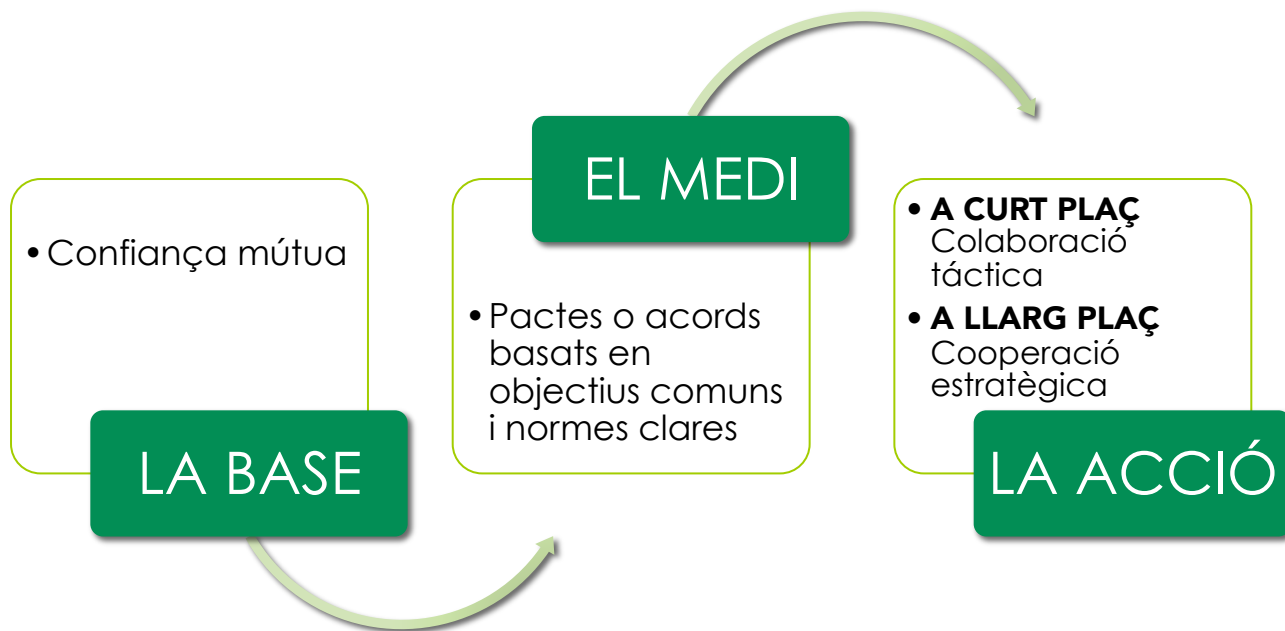 • Confiança mútua
LA BASE
EL MEDI
• Pactes o acords
basats en
objectius comuns
i normes clares
• A CURT PLAÇ
Colaboració
táctica
• A LLARG PLAÇ
Cooperació
estratègica
LA ACCIÓ